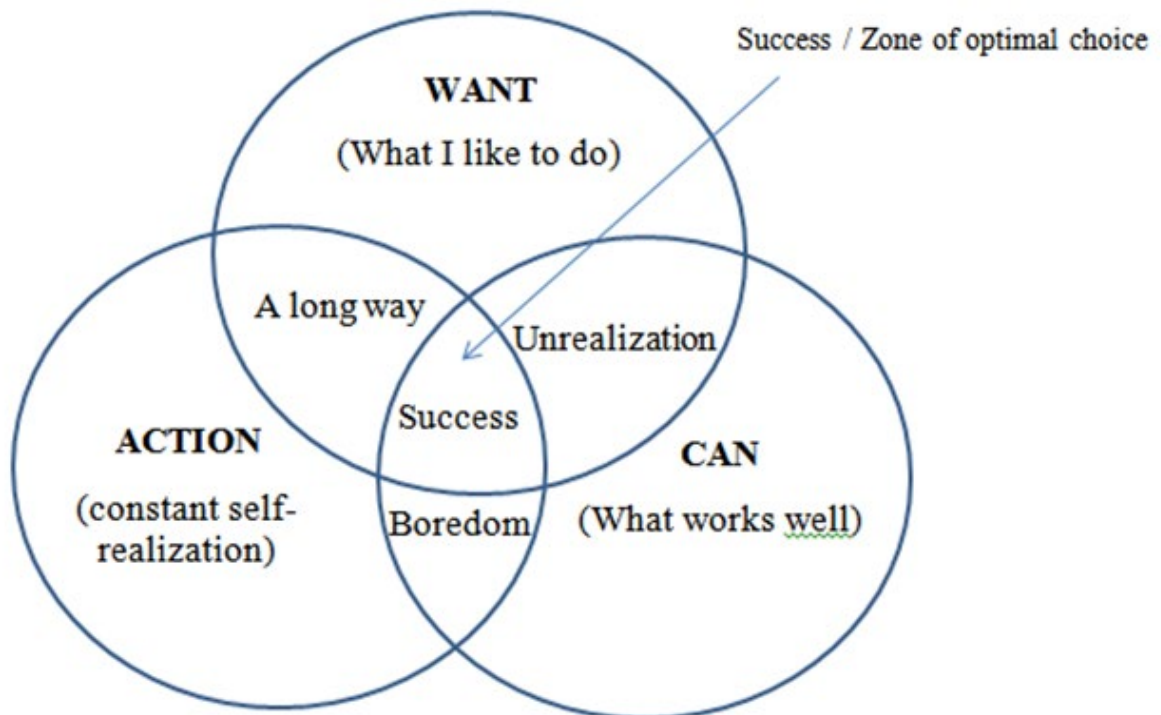 Success / Zone of optimal choice
WANT
(What I like to do)
A long way
Unrealization
Success
ACTION
(constant self-
realization)
CAN
(What works well)
Boredom